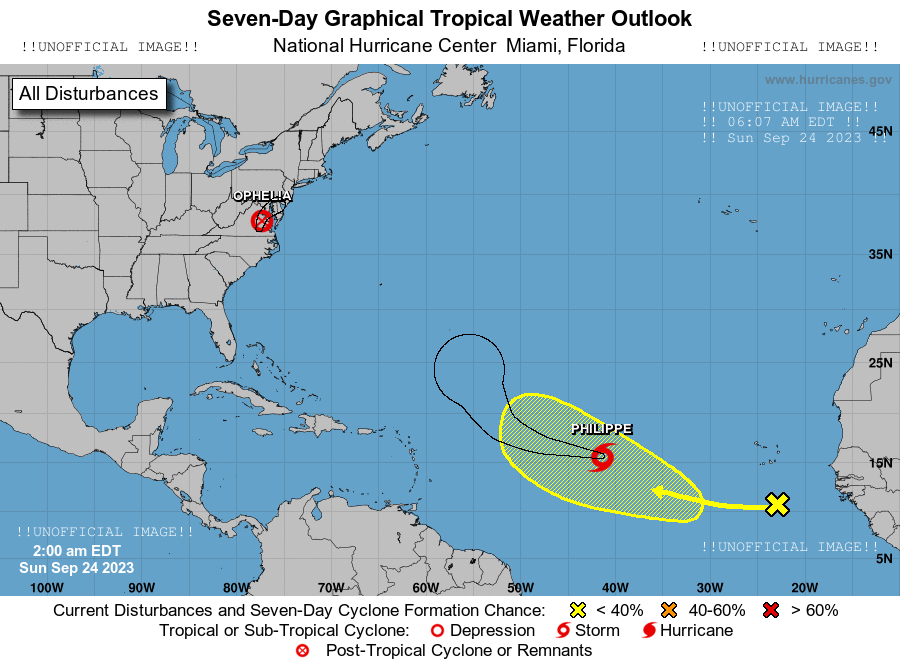 Seven-Day Graphical Tropical Weather Outlook
!!UNOFFICIAL IMAGE!!
National Hurricane Center  Miami, Florida
!!UNOFFICIAL IMAGE!!
www.hurricanes.gov
All Disturbances
!!UNOFFICIAL IMAGE!!
!! 06:07 AM EDT !!
45N
!! Sun Sep 24 2023 !!
OPHELIA
35N
25N
PHILIPPE
15N
!!UNOFFICIAL IMAGE!!
!!UNOFFICIAL IMAGE!!
2:00 am EDT
5N
Sun Sep 24 2023
100W 90W 80W 70W 60W 50W 40W 30W 20W
Current Disturbances and Seven-Day Cyclone Formation Chance: < 40% 40-60% > 60%
Tropical or Sub-Tropical Cyclone: Depression Storm Hurricane
Post-Tropical Cyclone or Remnants